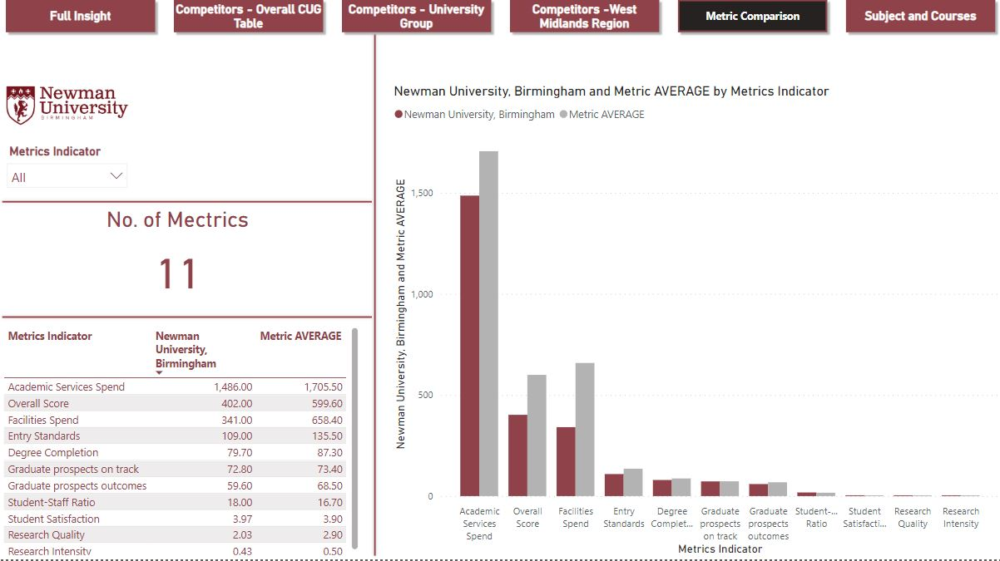 Full Insight
Competitors - Overall CUG
Table
Competitors - University
Group
Competitors -West
Midlands Region
Metric Comparison
Subject and Courses
Newman
University
BIRMINGHAM
Metrics Indicator
All
No. of Mectrics
11
Metrics Indicator Newman University, Birmingham Metric AVERAGE
Academic Services Spend 1,486.00 1,705.50
Overall Score 402.00 599.60
Facilities Spend 341.00 658.40
Entry Standards 109.00 135.50
Degree Completion 79.70 87.30
Graduate prospects on track 72.80 73.40
Graduate prospects outcomes 59.60 68.50
Student-Staff Ratio 18.00 16.70
Student Satisfaction 3.97 3.90
Research Quality 2.03 2.90
Research Intensity 0.43 0.50
Newman University, Birmingham and Metric AVERAGE by Metrics Indicator
Newman University, Birmingham Metric AVERAGE
Newman University, Birmingham and Metric AVERAGE
1,500
1,000
500
0
Academic Services Spend
Overall Score
Facilities Spend
Entry Standards
Degree Complet...
Graduate prospects on track
Graduate prospects outcomes
Student-... Ratio
Student Satisfacti...
Research Quality
Research Intensity
Metrics Indicator